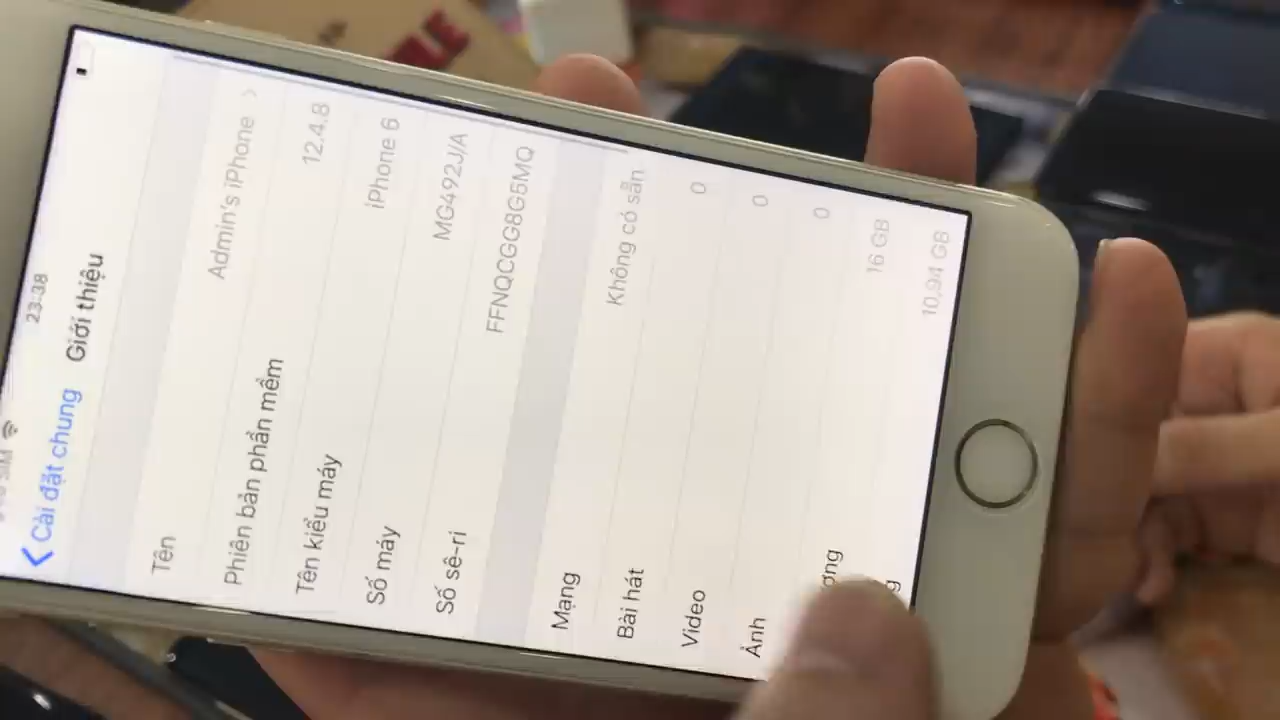 23:38
Cài đặt chung Giới thiệu
Tên Admin's iPhone
Phiên bản phần mềm 12.4.8
Tên kiểu máy iPhone 6
Số máy MG492J/A
Số sê-ri FFNQCGG8G5MQ
Mạng Không có sẵn
Bài hát 0
Video 0
Ảnh 0
ợng 16 GB
g 10,94 GB